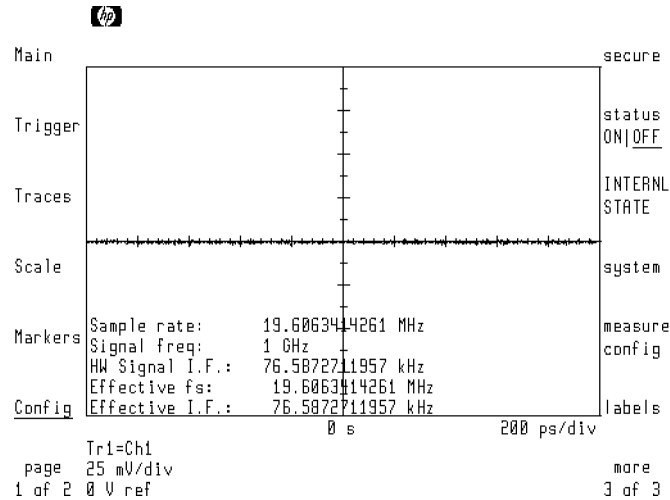 hp
Main
secure
Trigger
status
ON|OFF
Traces
INTERNL
STATE
Scale
system
Markers
measure
config
Config
labels
Sample rate: 19.6063414261 MHz
Signal freq: 1 GHz
HW Signal I.F.: 76.5872711957 kHz
Effective fs: 19.6063414261 MHz
Effective I.F.: 76.5872711957 kHz
0 s
200 ps/div
Tr1=Ch1
page
1 of 2
25 mV/div
0 V ref
more
3 of 3